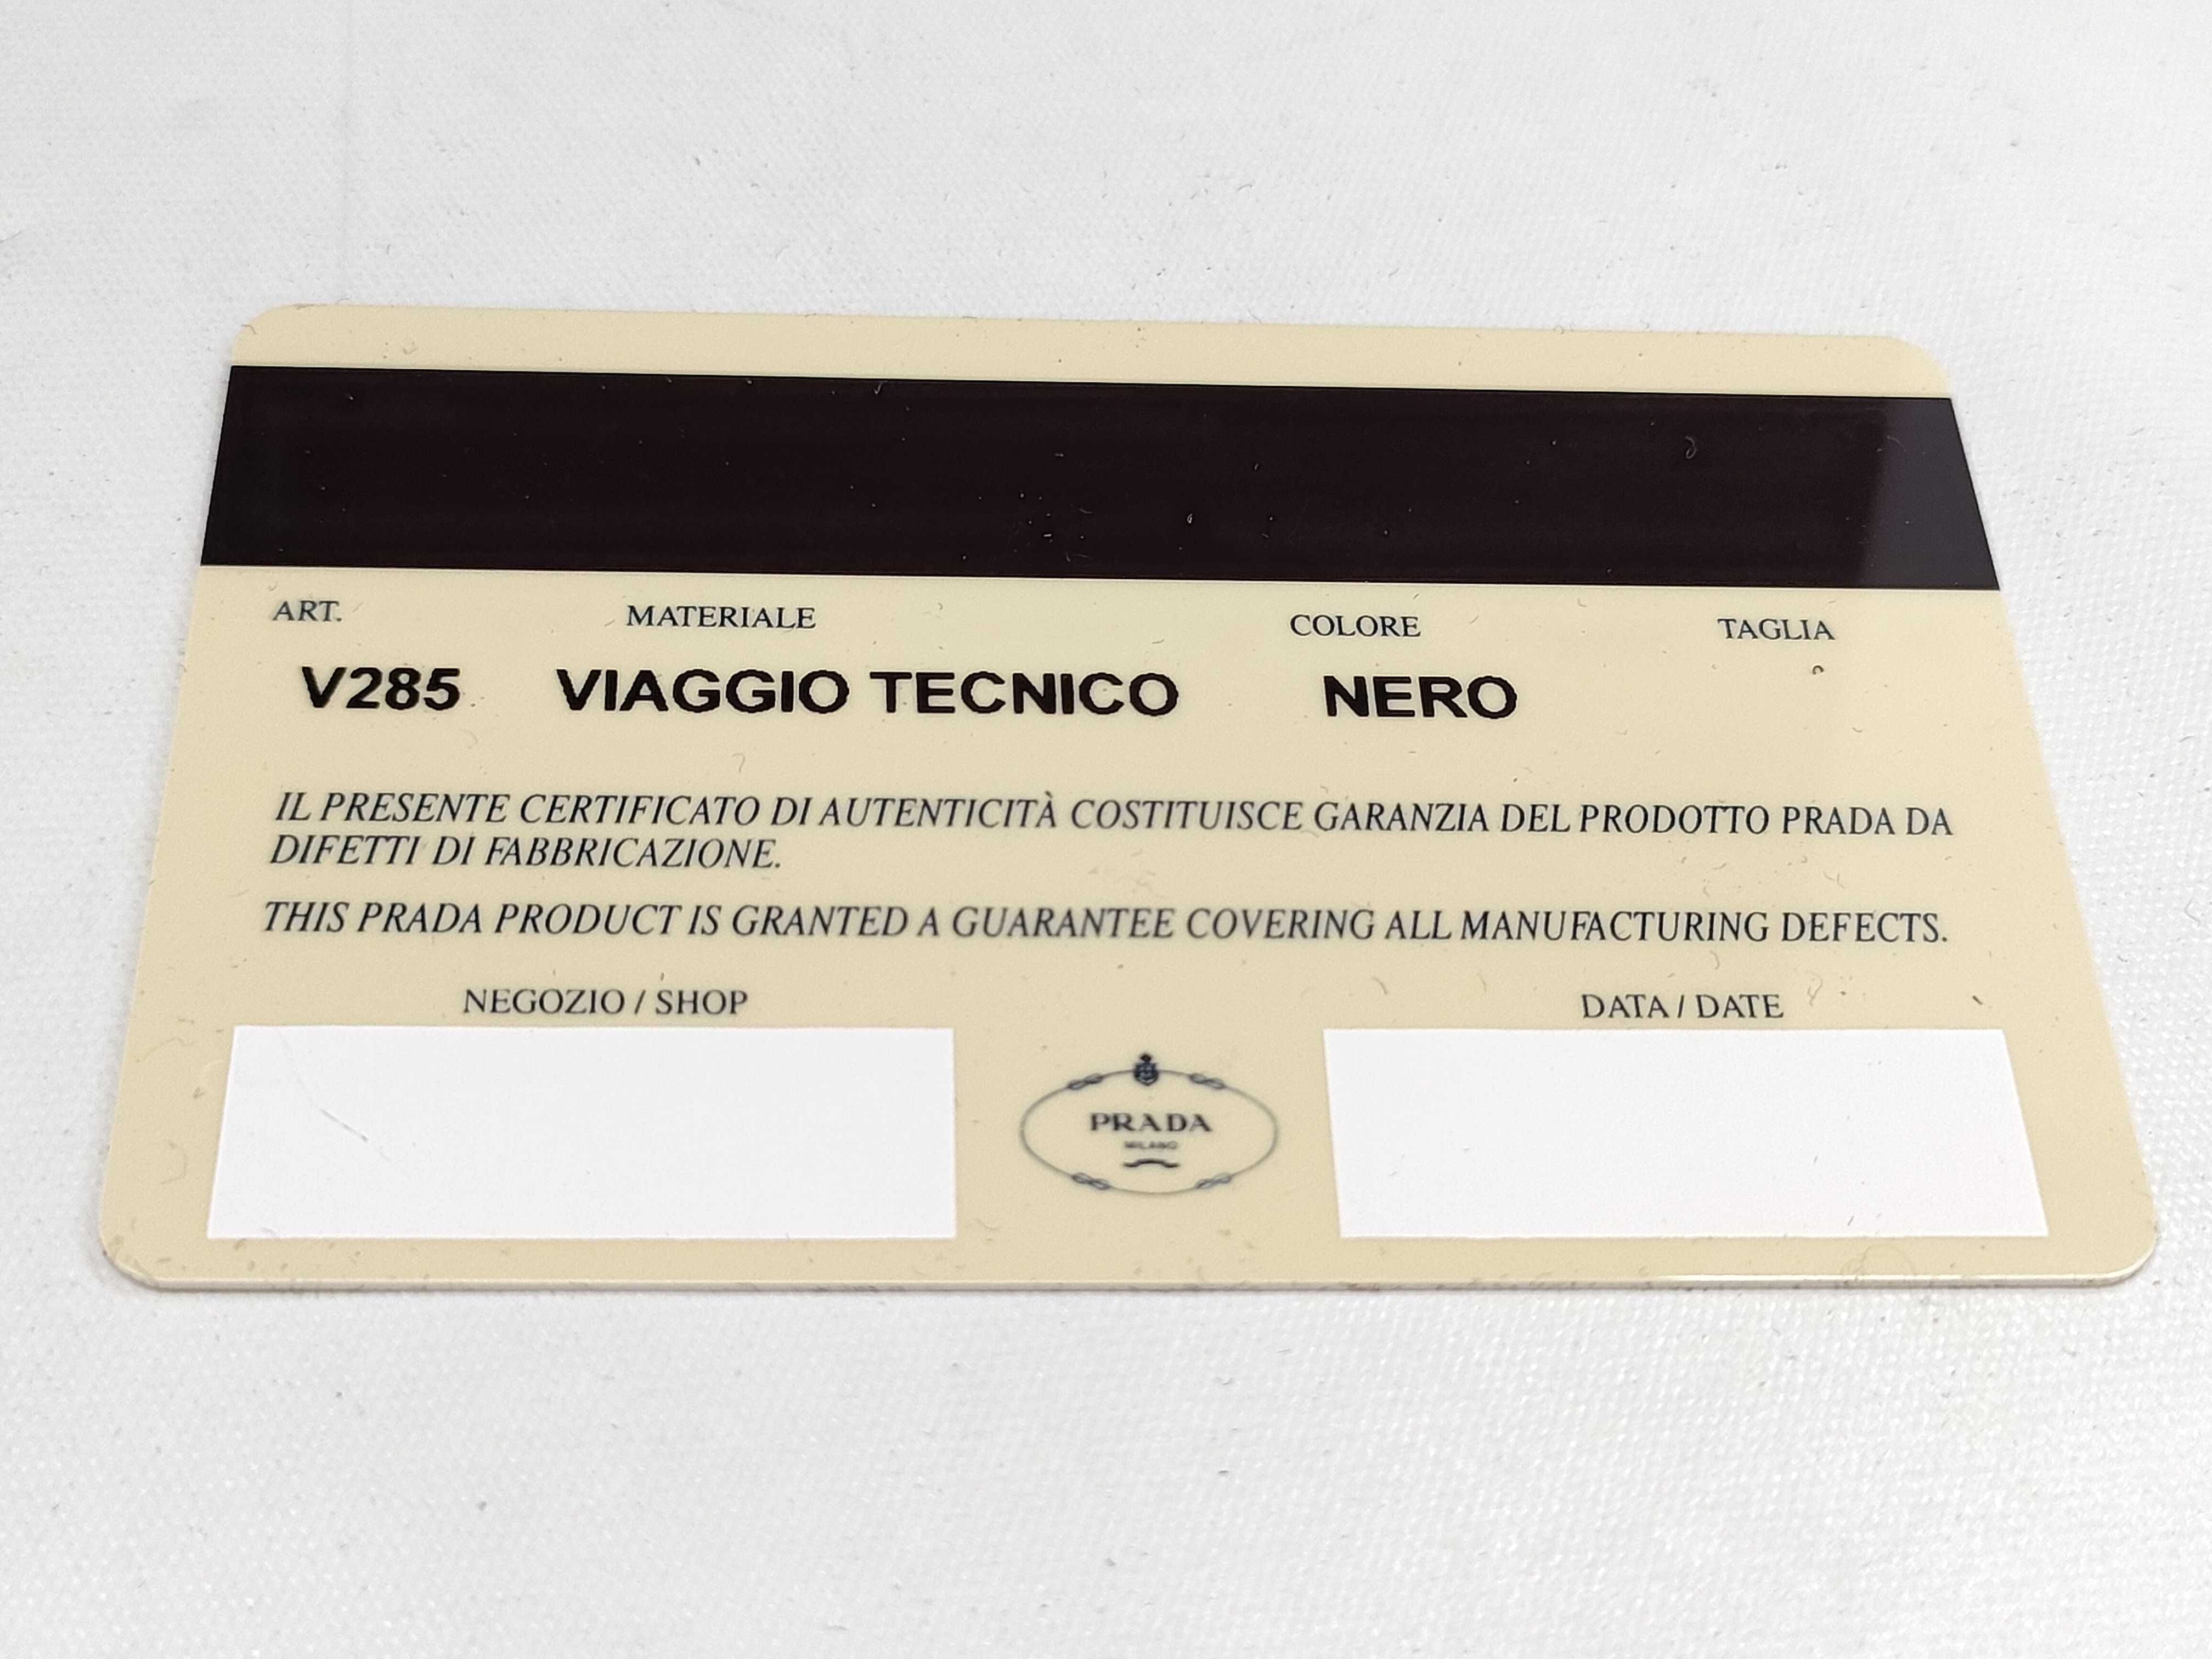 ART. MATERIALE COLORE TAGLIA
V285 VIAGGIO TECNICO NERO
IL PRESENTE CERTIFICATO DI AUTENTICITÀ COSTITUISCE GARANZIA DEL PRODOTTO PRADA DA
DIFETTI DI FABBRICAZIONE.
THIS PRADA PRODUCT IS GRANTED A GUARANTEE COVERING ALL MANUFACTURING DEFECTS.
NEGOZIO / SHOP DATA / DATE
PRADA
MILANO